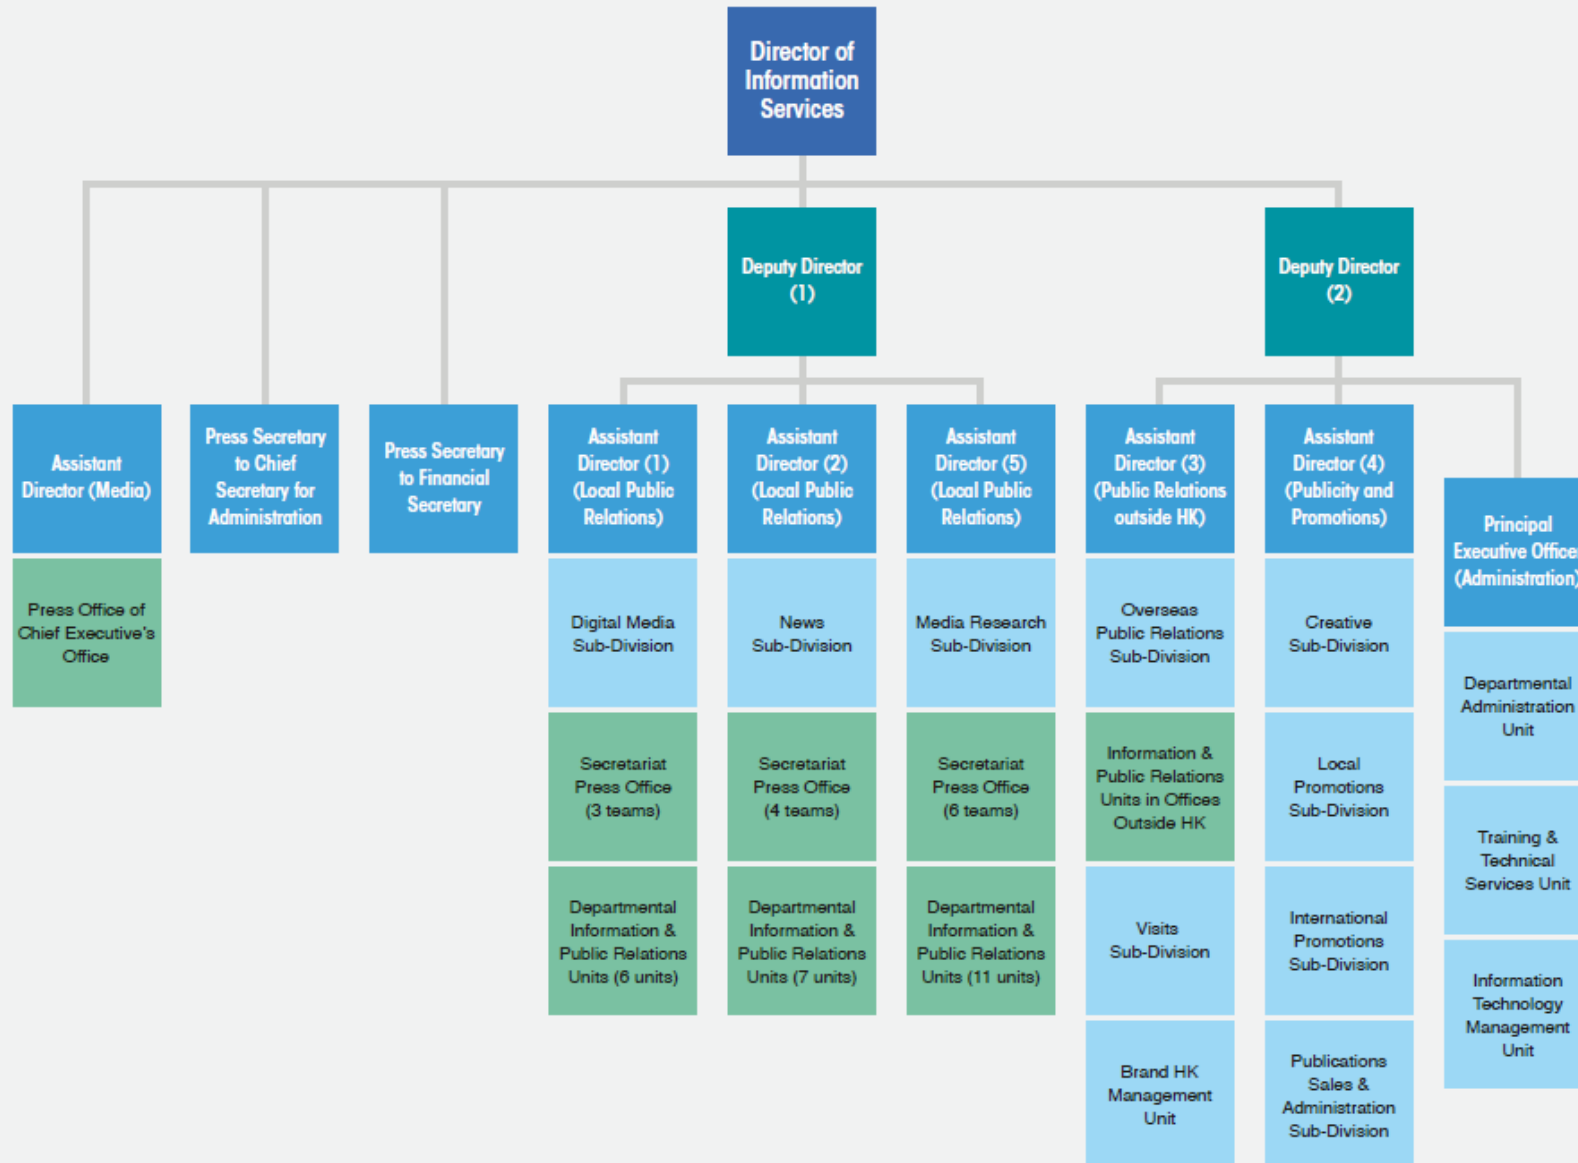 Director of
Information
Services
Deputy Director
(1)
Deputy Director
(2)
Assistant
Director (Media)
Press Secretary
to Chief
Secretary for
Administration
Press Secretary
to Financial
Secretary
Assistant
Director (1)
(Local Public
Relations)
Assistant
Director (2)
(Local Public
Relations)
Assistant
Director (5)
(Local Public
Relations)
Assistant
Director (3)
(Public Relations
outside HK)
Assistant
Director (4)
(Publicity and
Promotions)
Principal
Executive Officer
(Administration)
Press Office of
Chief Executive's
Office
Digital Media
Sub-Division
News
Sub-Division
Media Research
Sub-Division
Overseas
Public Relations
Sub-Division
Creative
Sub-Division
Departmental
Administration
Unit
Secretariat
Press Office
(3 teams)
Secretariat
Press Office
(4 teams)
Secretariat
Press Office
(6 teams)
Information &
Public Relations
Units in Offices
Outside HK
Local
Promotions
Sub-Division
Training &
Technical
Services Unit
Departmental
Information &
Public Relations
Units (6 units)
Departmental
Information &
Public Relations
Units (7 units)
Departmental
Information &
Public Relations
Units (11 units)
Visits
Sub-Division
International
Promotions
Sub-Division
Information
Technology
Management
Unit
Brand HK
Management
Unit
Publications
Sales &
Administration
Sub-Division